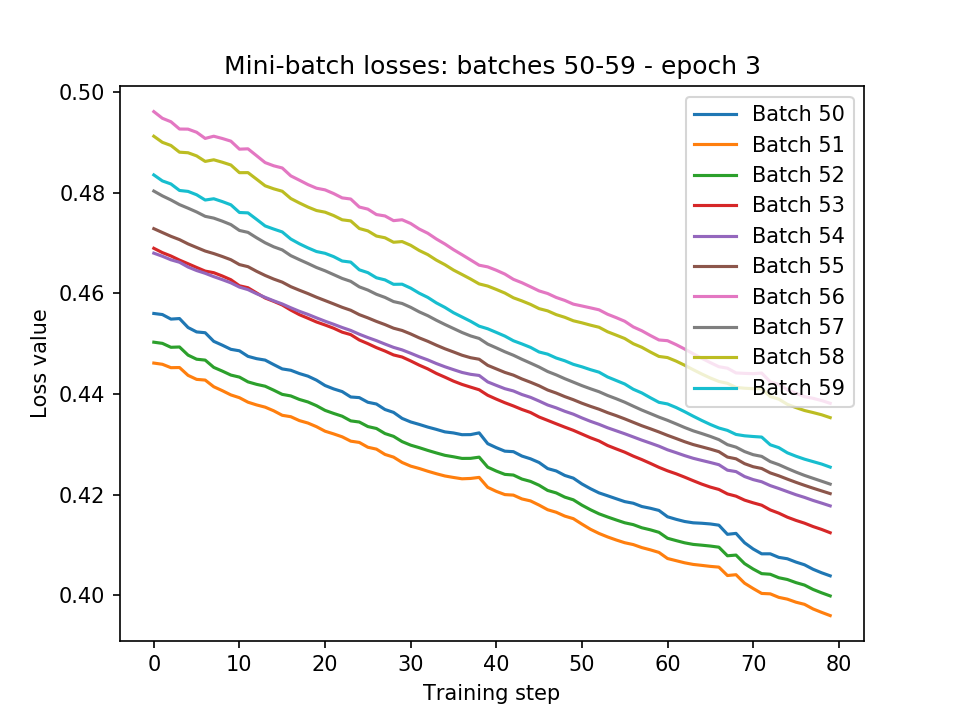 Mini-batch losses: batches 50-59 - epoch 3
Loss value
0.50
0.48
0.46
0.44
0.42
0.40
Batch 50
Batch 51
Batch 52
Batch 53
Batch 54
Batch 55
Batch 56
Batch 57
Batch 58
Batch 59
0 10 20 30 40 50 60 70 80
Training step